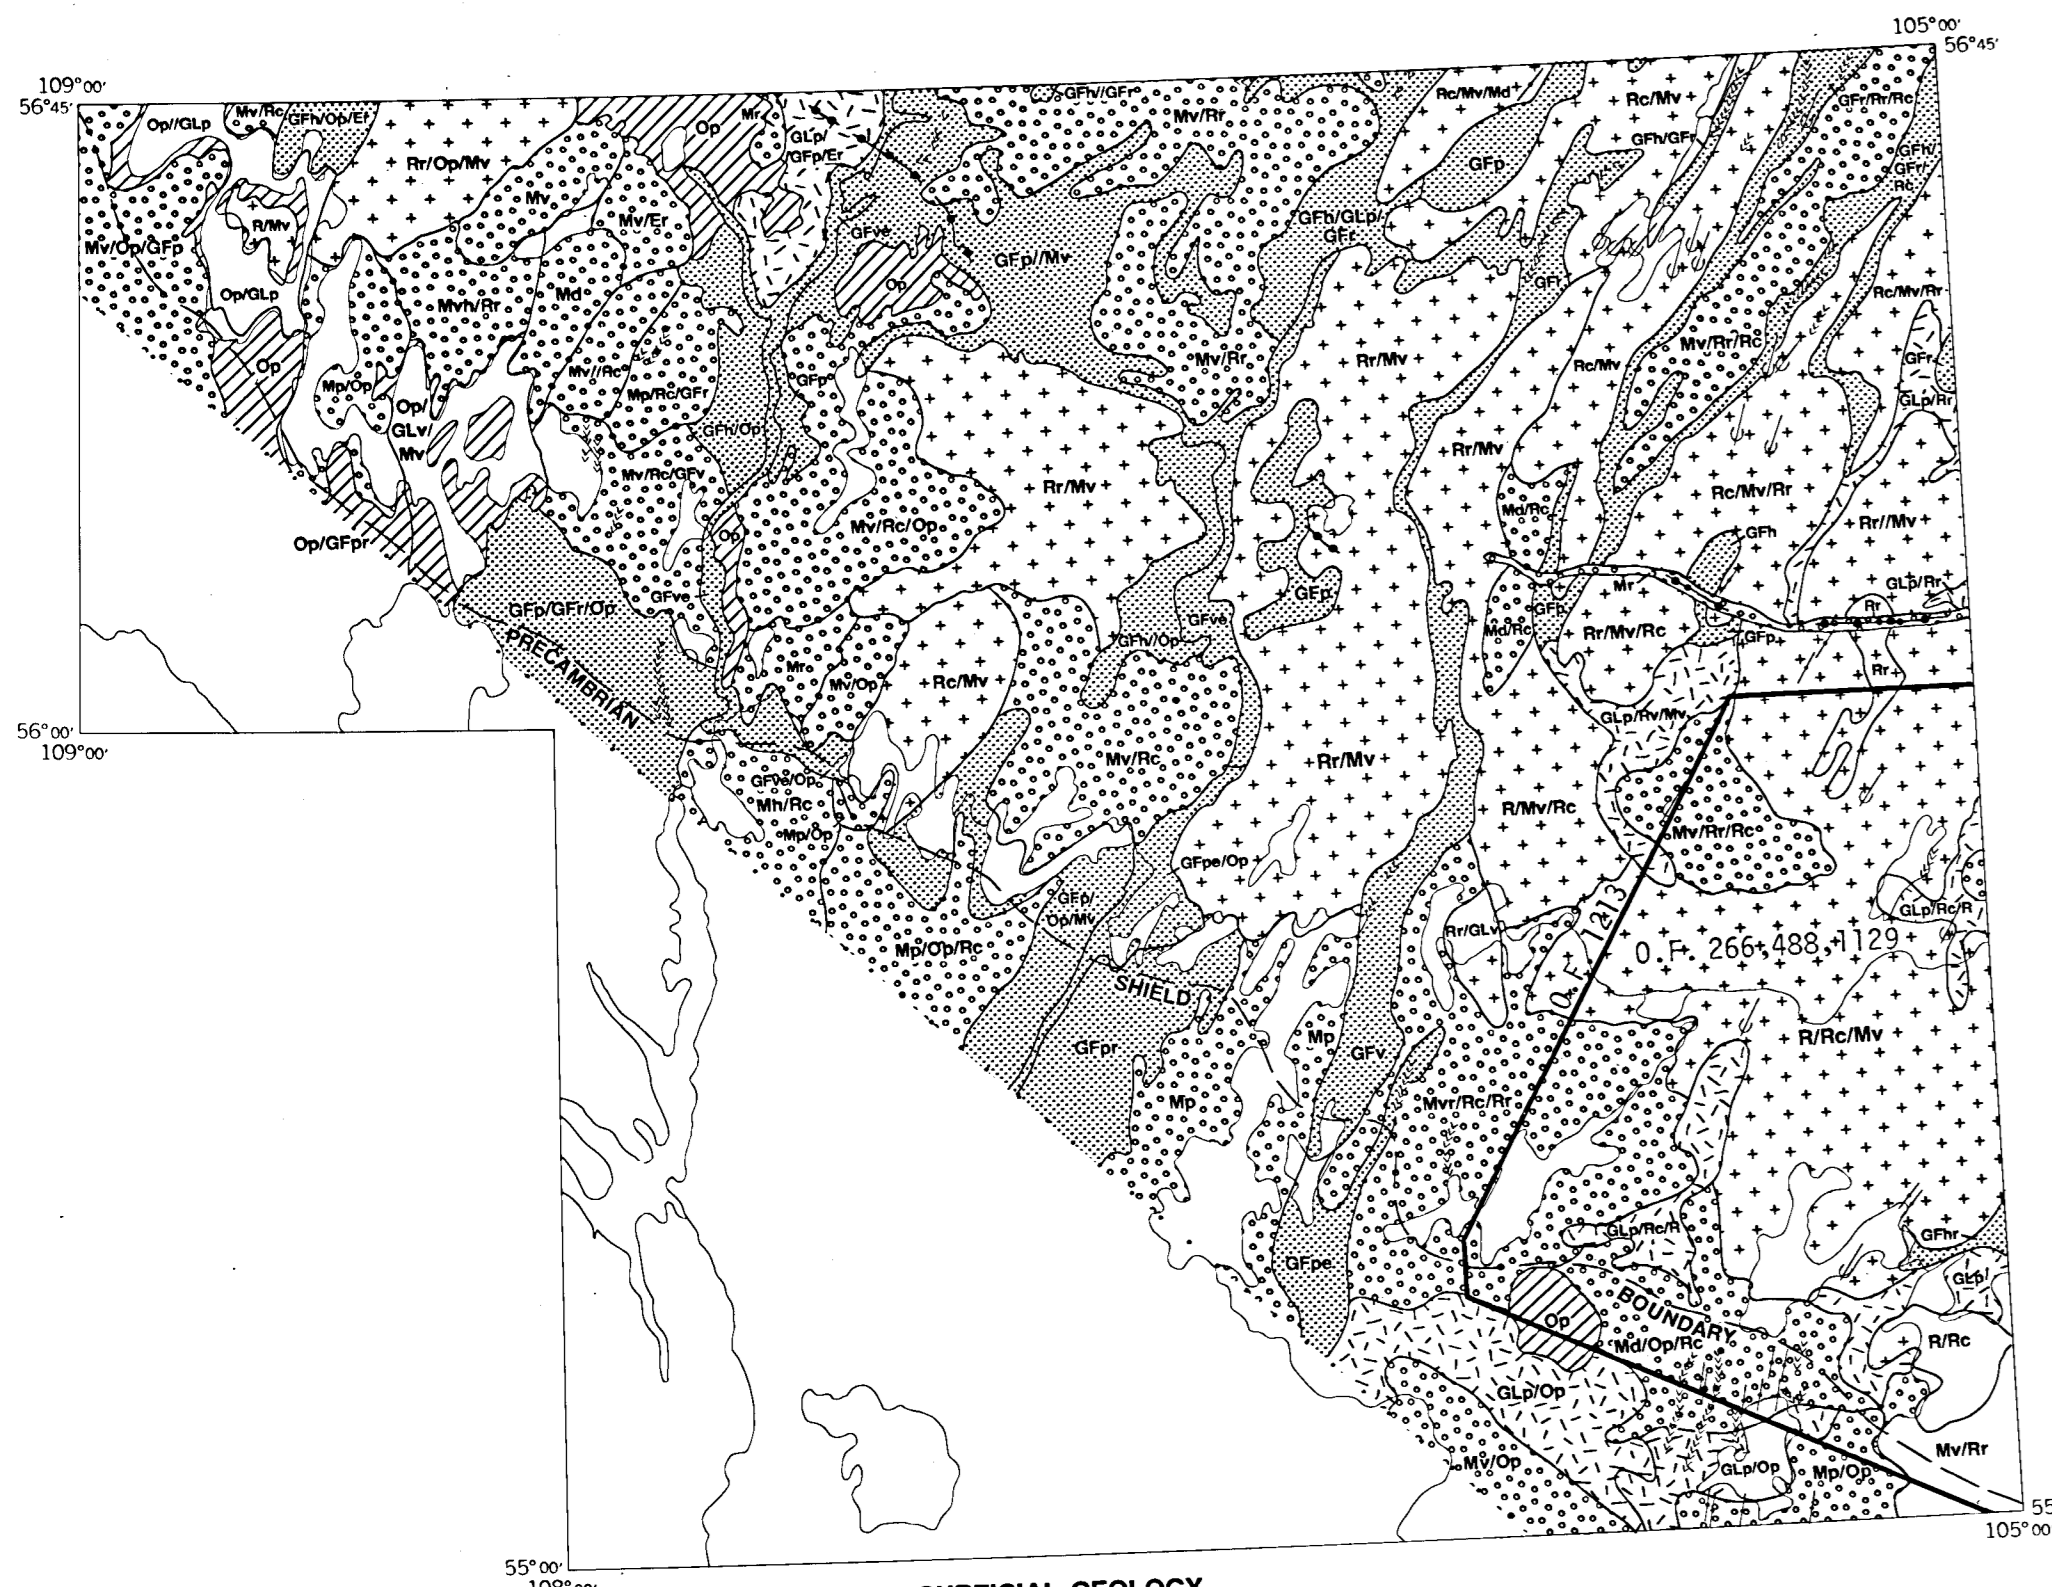 105°00'
56°45'
109°00'
56°45'
Op//GLp
Mv/Rc
GFh/Op/Er
Rr/Op/Mv
Op
Mr
GLp/
/GFp/Er
GFh//GFr
Mv/Rr
Rc/Mv/Md
Rc/Mv
GFr/Rr/Rc
GFh/GFr
GFp
GFh/
GFr/
Rc
Mv
Mv/Er
R/Mv
Mv/Op/GFp
GFve
GFp//Mv
GFh/GLp/
GFr
Op/GLp
Mvh/Rr
Md
Op
GFr
Rc/Mv/Rr
Op
Mp/Op
Mv//Rc
Mp/Rc/GFr
GFp
Mv/Rr
Rr/Mv
Rc/Mv
Mv/Rr/Rc
GFr
GLp/Rr
Op/
GLv/
Mv
GFh/Op
Mv/Rc/GFv
Rr/Mv
Rr/Mv
Md/Rc
Rc/Mv/Rr
Rr//Mv
Op/GFpr
Op
Mv/Rc/Op
GFh
GFp/GFr/Op
GFve
GFp
GFve
GFh//Op
Mr
GFp
Md/Rc
Rr/Mv/Rc
GFp
GLp/Rr
Rr
Rr
PRECAMBRIAN
Mr
Mv/Op
Rc/Mv
GLp/Rv/Mv
56°00'
109°00'
GFve/Op
Mh/Rc
Mp/Op
Mv/Rc
Rr/Mv
R/Mv/Rc
Mv/Rr/Rc
GFpe/Op
GFp/
Op/Mv
Mp/Op/Rc
Rr/GLv
O.F. 1213
O.F. 266,488,1129
GLp/Rc/R
SHIELD
GFpr
Mp
GFv
R/Rc/Mv
Mp
Mvr/Rc/Rr
GLp/Rc/R
GFhr
GFpe
GLp/
BOUNDARY
Op
Md/Op/Rc
R/Rc
GLp/Op
Mv/Op
GLp/Op
Mp/Op
Mv/Rr
55
105°00'
55°00'
SURFICIAL GEOLOGY